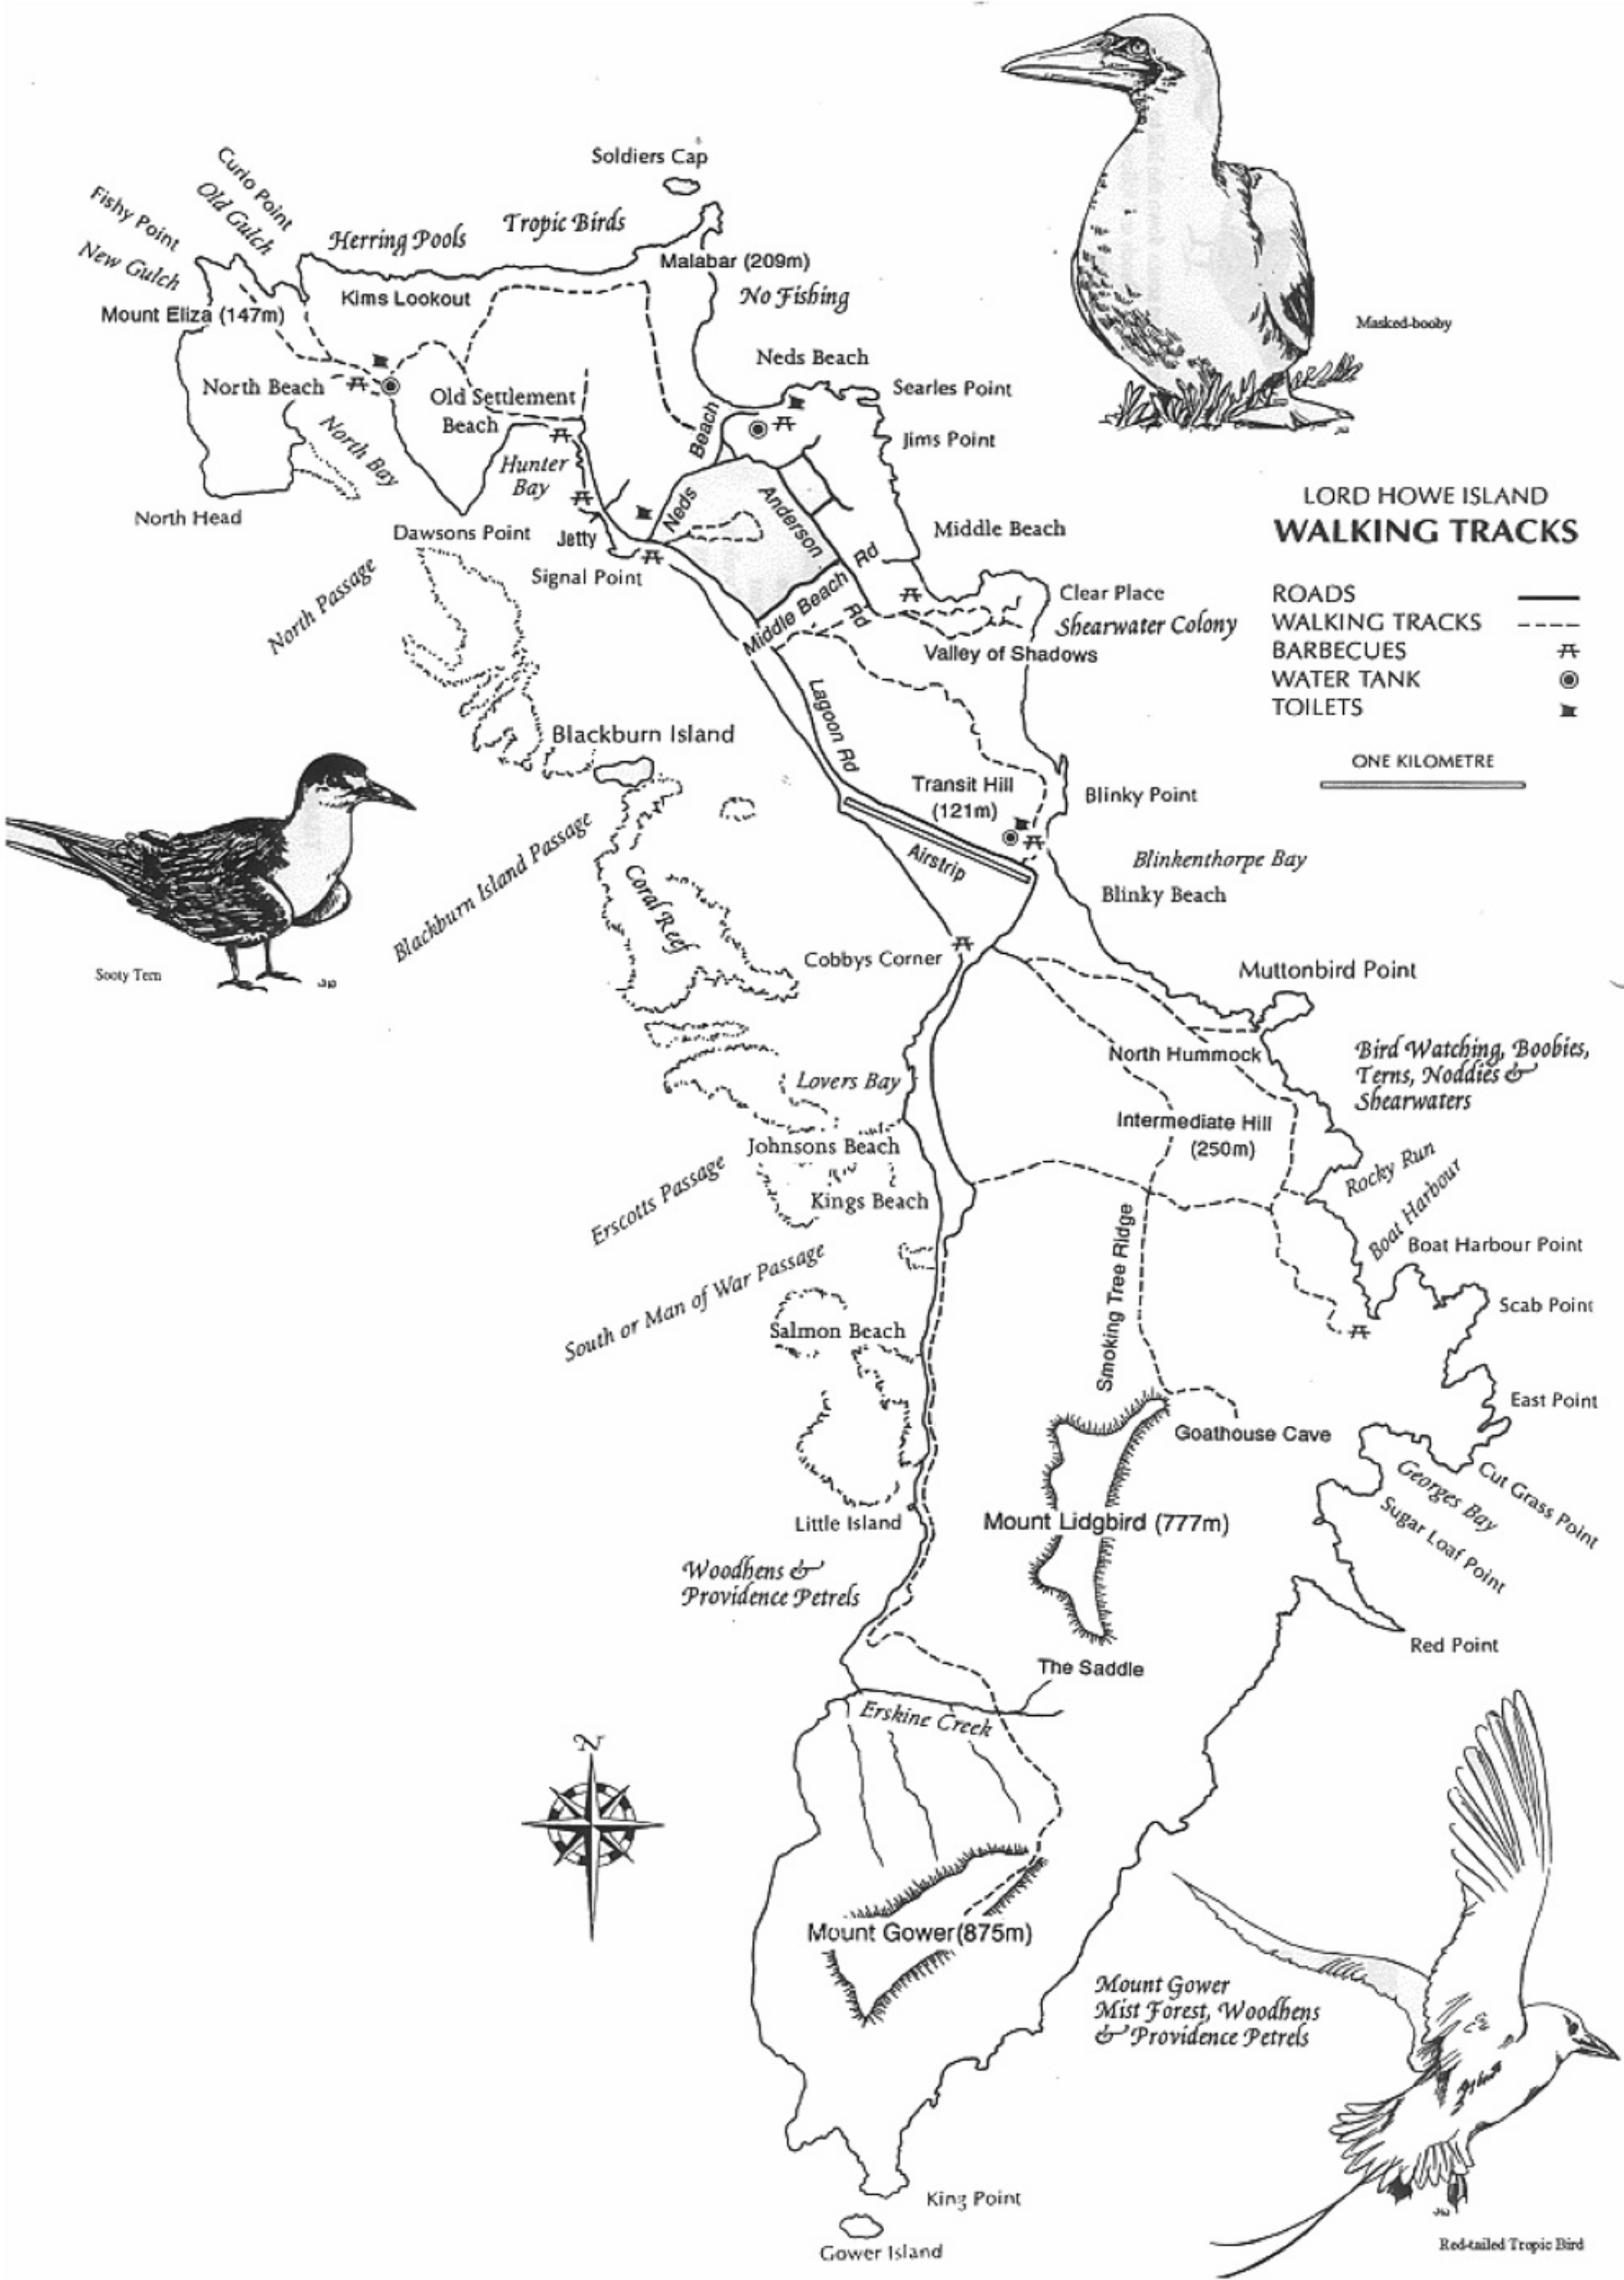 Soldiers Cap
Curio Point
Old Gulch
Fishy Point
New Gulch
Herring Pools
Tropic Birds
Malabar (209m)
No Fishing
Kims Lookout
Mount Eliza (147m)
Masked-booby
Neds Beach
Searles Point
North Beach
Old Settlement
Beach
Jims Point
North Bay
Hunter
Bay
Neds
Beach
Anderson
Rd
North Head
Dawsons Point
Jetty
Signal Point
Middle Beach
LORD HOWE ISLAND
WALKING TRACKS
ROADS
WALKING TRACKS
BARBECUES
WATER TANK
TOILETS
ONE KILOMETRE
North Passage
Middle Beach
Rd
Clear Place
Shearwater Colony
Valley of Shadows
Lagoon Rd
Blackburn Island
Transit Hill
(121m)
Blinky Point
Airstrip
Blinkenthorpe Bay
Blinky Beach
Blackburn Island Passage
Coral Reef
Sooty Tern
Cobbys Corner
Muttonbird Point
North Hummock
Bird Watching, Boobies,
Terns, Noddies &
Shearwaters
Lovers Bay
Intermediate Hill
(250m)
Johnsons Beach
Erscotts Passage
Kings Beach
Rocky Run
Boat Harbour
Boat Harbour Point
South or Man of War Passage
Smoking Tree Ridge
Scab Point
Salmon Beach
East Point
Goathouse Cave
Georges Bay
Cut Grass Point
Sugar Loaf Point
Little Island
Mount Lidgbird (777m)
Woodhens &
Providence Petrels
Red Point
The Saddle
Erskine Creek
N
Mount Gower(875m)
Mount Gower
Mist Forest, Woodhens
& Providence Petrels
King Point
Gower Island
Red-tailed Tropic Bird